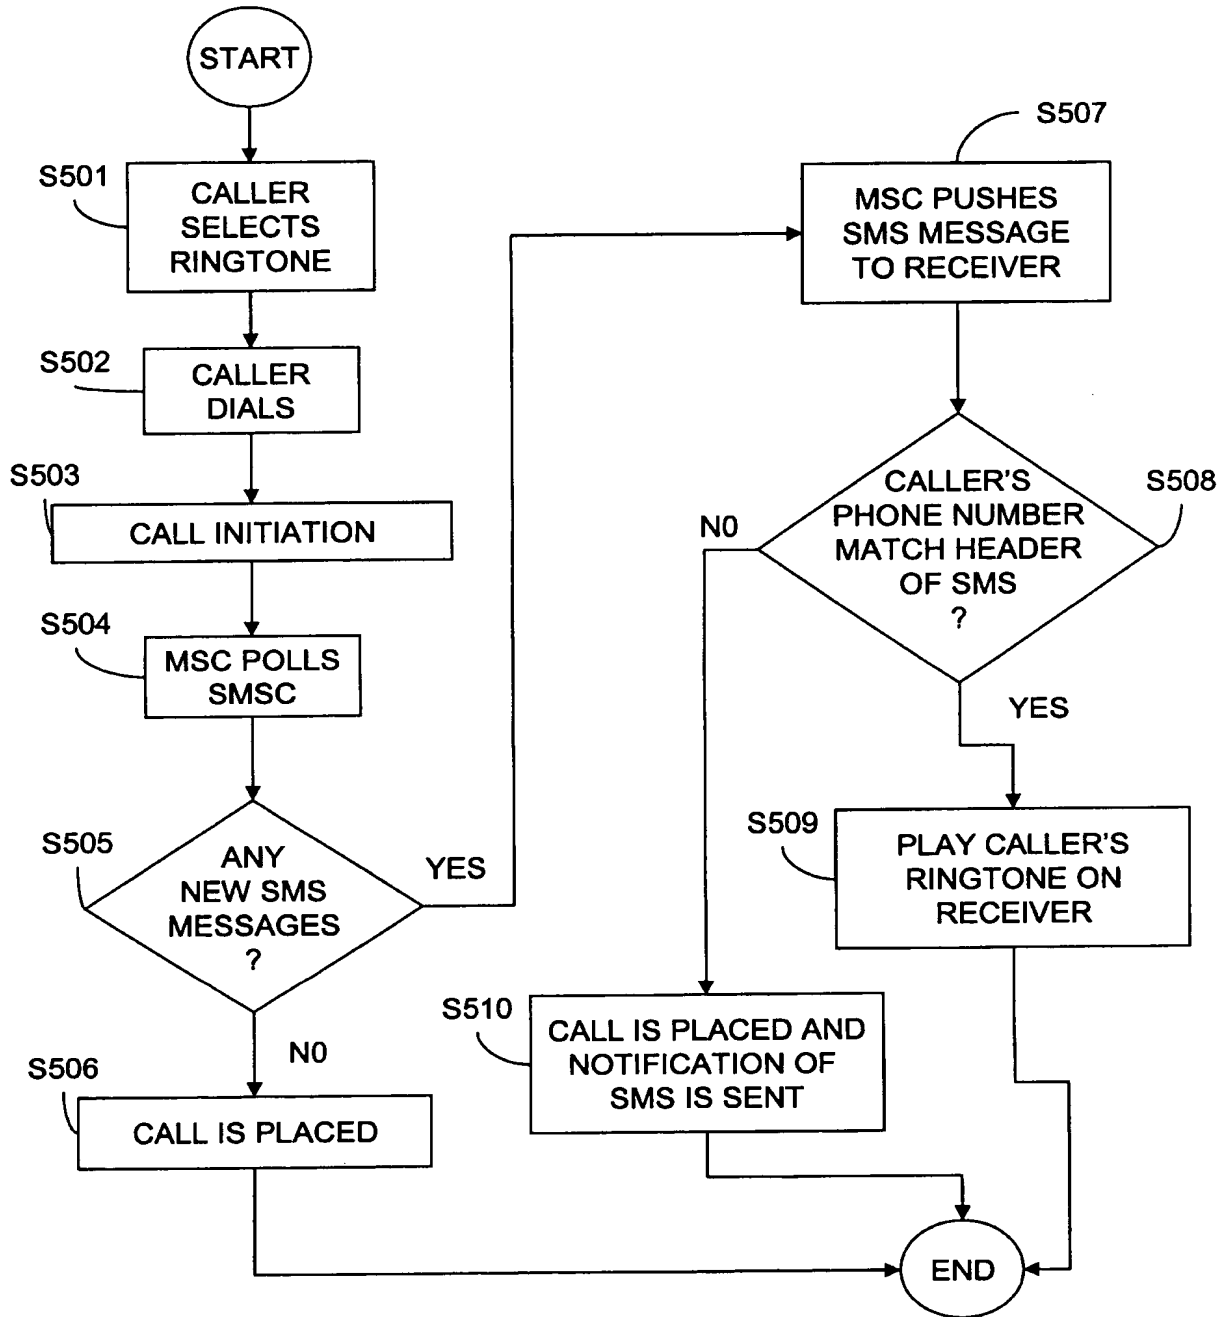 START
S501
CALLER
SELECTS
RINGTONE
S502
CALLER
DIALS
S503
CALL INITIATION
S504
MSC POLLS
SMSC
S505
ANY
NEW SMS
MESSAGES
?
YES
N0
S506
CALL IS PLACED
S507
MSC PUSHES
SMS MESSAGE
TO RECEIVER
S508
CALLER'S
PHONE NUMBER
MATCH HEADER
OF SMS
?
N0
YES
S509
PLAY CALLER'S
RINGTONE ON
RECEIVER
S510
CALL IS PLACED AND
NOTIFICATION OF
SMS IS SENT
END